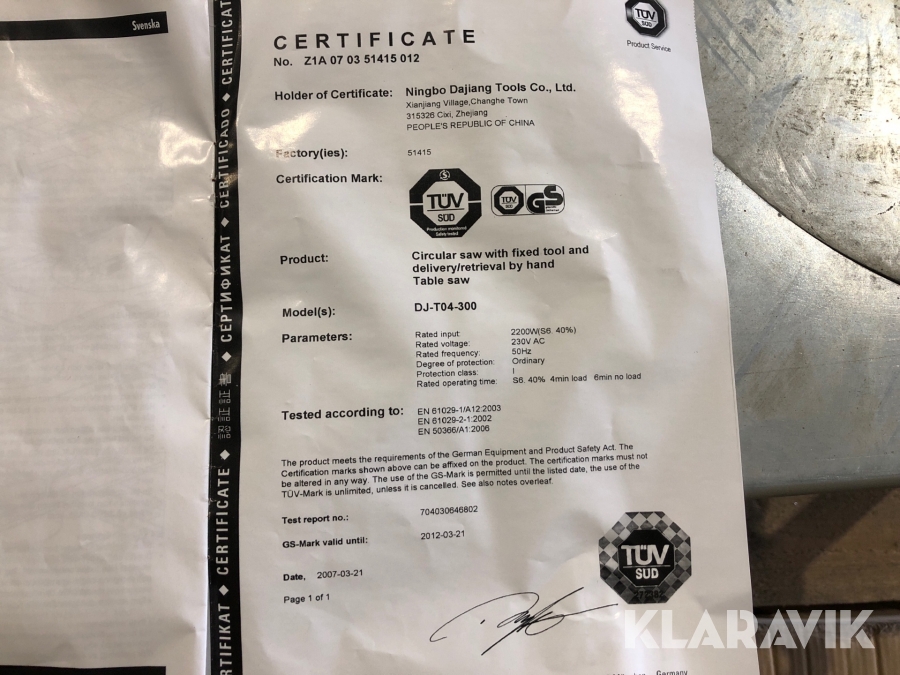 Svenska
CERTIFICATE
No. Z1A 07 03 51415 012
TÜV
SÜD
Product Service
Holder of Certificate: Ningbo Dajiang Tools Co., Ltd.
Xianjiang Village,Changhe Town
315326 Cixi, Zhejiang
PEOPLE'S REPUBLIC OF CHINA
Factory(ies): 51415
Certification Mark:
TÜV
SÜD
Production monitored
Safety tested
TÜV
SÜD
GS
Product: Circular saw with fixed tool and
delivery/retrieval by hand
Table saw
Model(s): DJ-T04-300
Parameters:
Rated input: 2200W(S6. 40%)
Rated voltage: 230V AC
Rated frequency: 50Hz
Degree of protection: Ordinary
Protection class: I
Rated operating time: S6. 40% 4min load 6min no load
Tested according to: EN 61029-1/A12:2003
EN 61029-2-1:2002
EN 50366/A1:2006
The product meets the requirements of the German Equipment and Product Safety Act. The
Certification marks shown above can be affixed on the product. The certification marks must not
be altered in any way. The use of the GS-Mark is permitted until the listed date, the use of the
TÜV-Mark is unlimited, unless it is cancelled. See also notes overleaf.
Test report no.: 704030646802
GS-Mark valid until: 2012-03-21
Date, 2007-03-21
Page 1 of 1
TÜV
SÜD
Germany
CERTIFICADO ◆ CERTIFICAT
СЕРТИФИКАТ ◆
認証証書 ◆
CERTIFICATE ◆
KLARAVIK